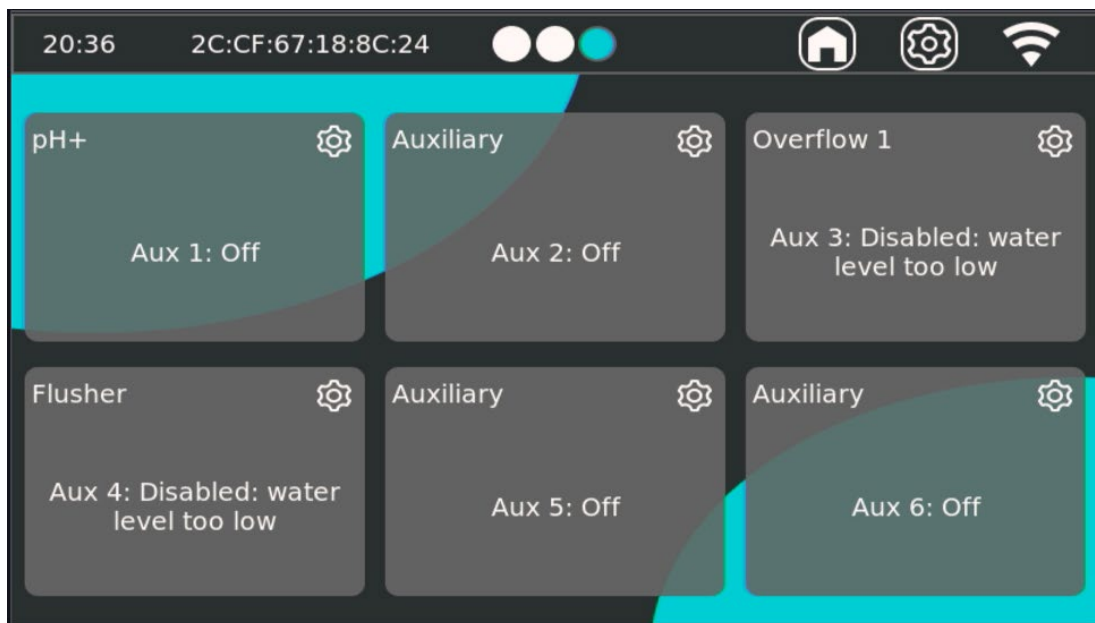 20:36 2C:CF:67:18:8C:24
pH+
Aux 1: Off
Auxiliary
Aux 2: Off
Overflow 1
Aux 3: Disabled: water
level too low
Flusher
Aux 4: Disabled: water
level too low
Auxiliary
Aux 5: Off
Auxiliary
Aux 6: Off